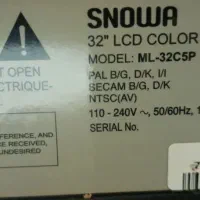 SNOWA
32" LCD COLOR
MODEL: ML-32C5P
PAL B/G, D/K, I/I
SECAM B/G, D/K
NTSC(AV)
110 - 240V ~, 50/60Hz, 1
Serial No.
T OPEN
ECTRIQUE-
FERENCE, AND
RECEIVED,
UNDESIRED